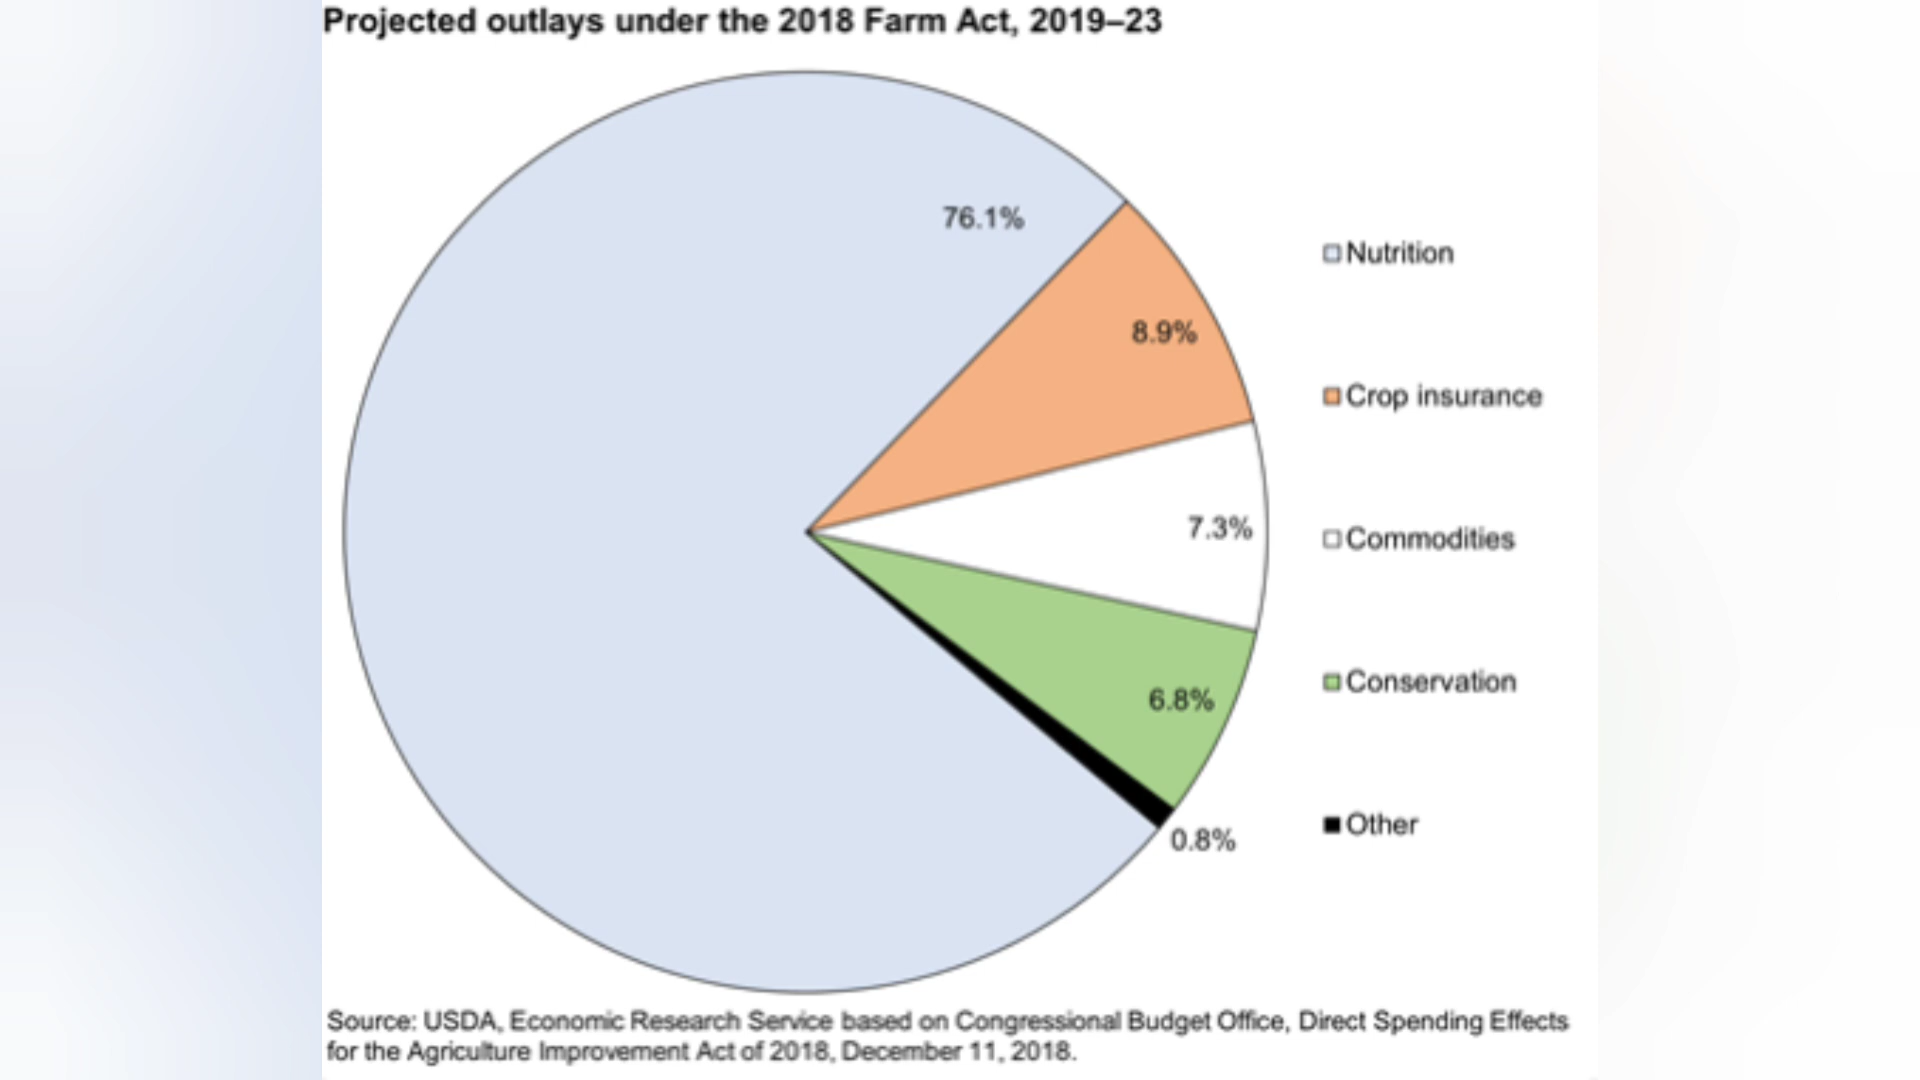 Projected outlays under the 2018 Farm Act, 2019–23
76.1%
Nutrition
8.9%
Crop insurance
7.3%
Commodities
6.8%
Conservation
0.8%
Other
Source: USDA, Economic Research Service based on Congressional Budget Office, Direct Spending Effects
for the Agriculture Improvement Act of 2018, December 11, 2018.